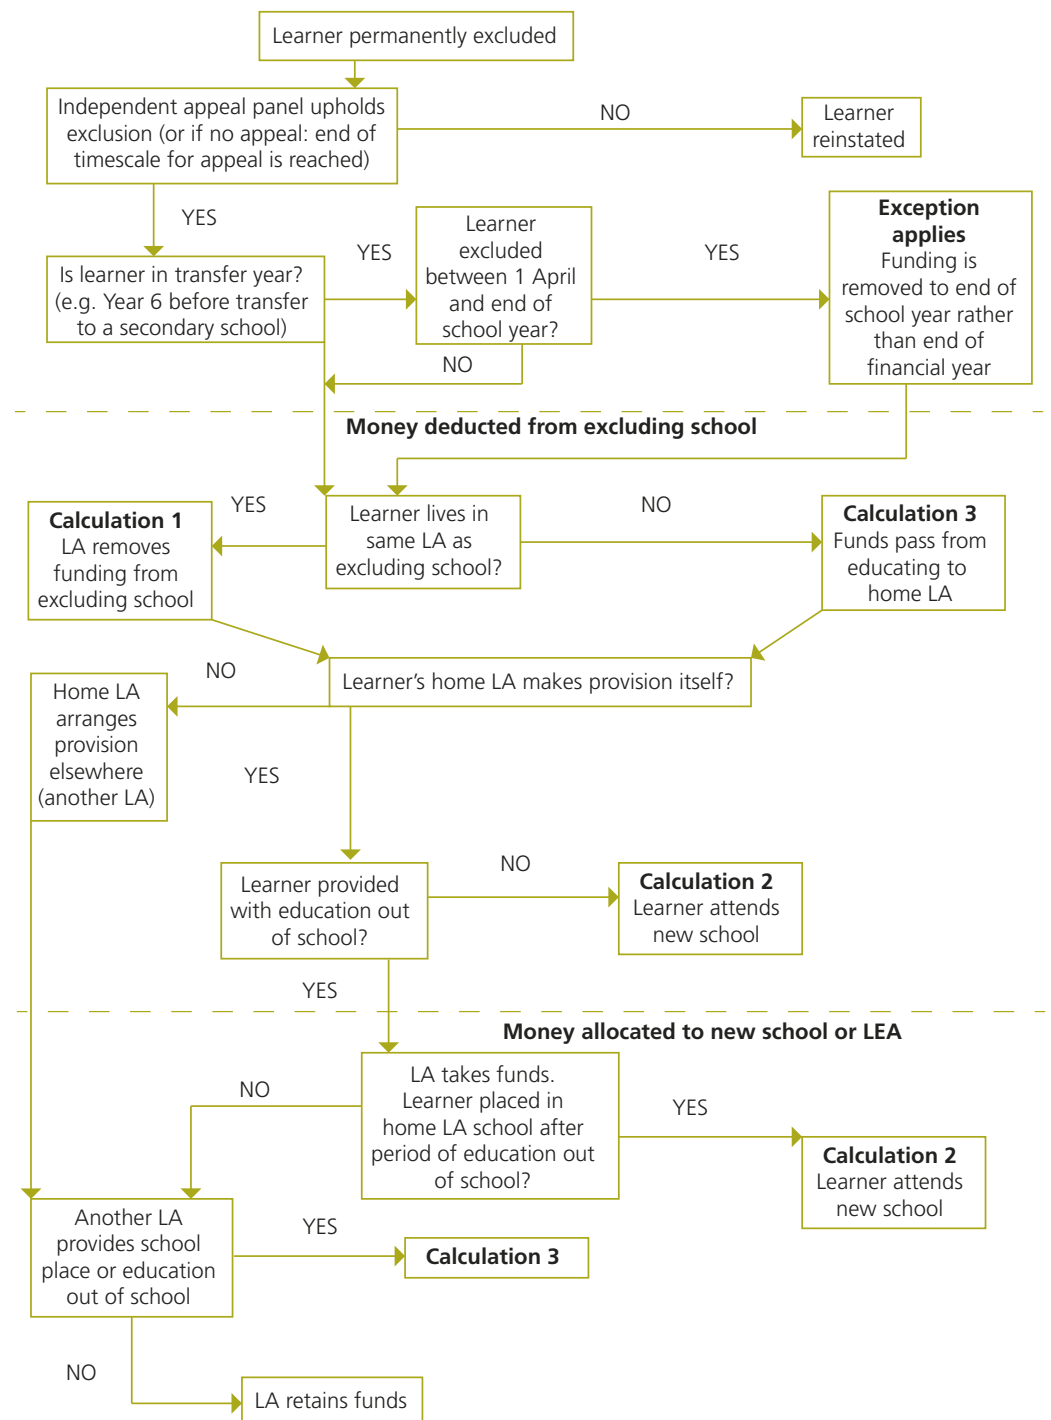 Learner permanently excluded
Independent appeal panel upholds
exclusion (or if no appeal: end of
timescale for appeal is reached)
NO
Learner
reinstated
YES
Is learner in transfer year?
(e.g. Year 6 before transfer
to a secondary school)
YES
Learner
excluded
between 1 April
and end of
school year?
YES
Exception
applies
Funding is
removed to end of
school year rather
than end of
financial year
NO
Money deducted from excluding school
Learner lives in
same LA as
excluding school?
YES
Calculation 1
LA removes
funding from
excluding school
NO
Calculation 3
Funds pass from
educating to
home LA
Learner's home LA makes provision itself?
NO
Home LA
arranges
provision
elsewhere
(another LA)
YES
Learner provided
with education out
of school?
NO
Calculation 2
Learner attends
new school
YES
Money allocated to new school or LEA
LA takes funds.
Learner placed in
home LA school after
period of education out
of school?
NO
YES
Calculation 2
Learner attends
new school
Another LA
provides school
place or education
out of school
YES
Calculation 3
NO
LA retains funds